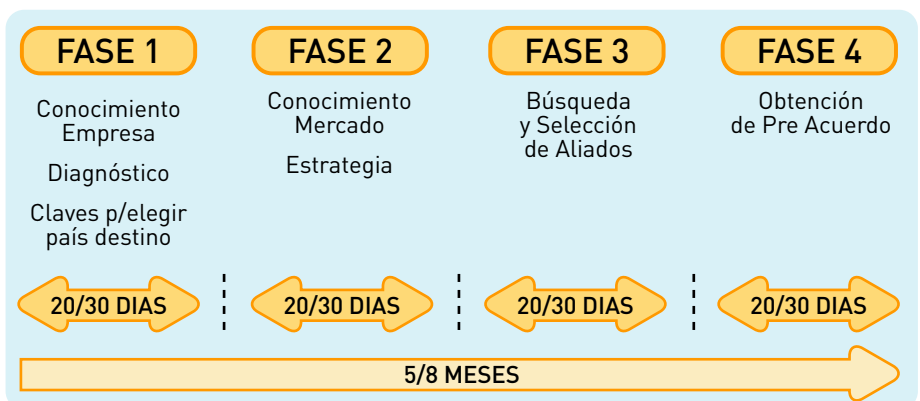 FASE 1
Conocimiento
Empresa
Diagnóstico
Claves p/elegir
país destino
20/30 DIAS
FASE 2
Conocimiento
Mercado
Estrategia
20/30 DIAS
FASE 3
Búsqueda
y Selección
de Aliados
20/30 DIAS
FASE 4
Obtención
de Pre Acuerdo
20/30 DIAS
5/8 MESES